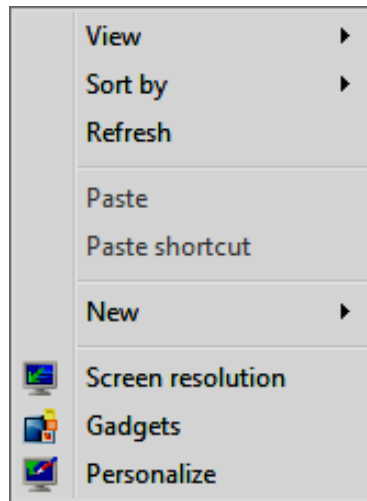 View
Sort by
Refresh
Paste
Paste shortcut
New
Screen resolution
Gadgets
Personalize